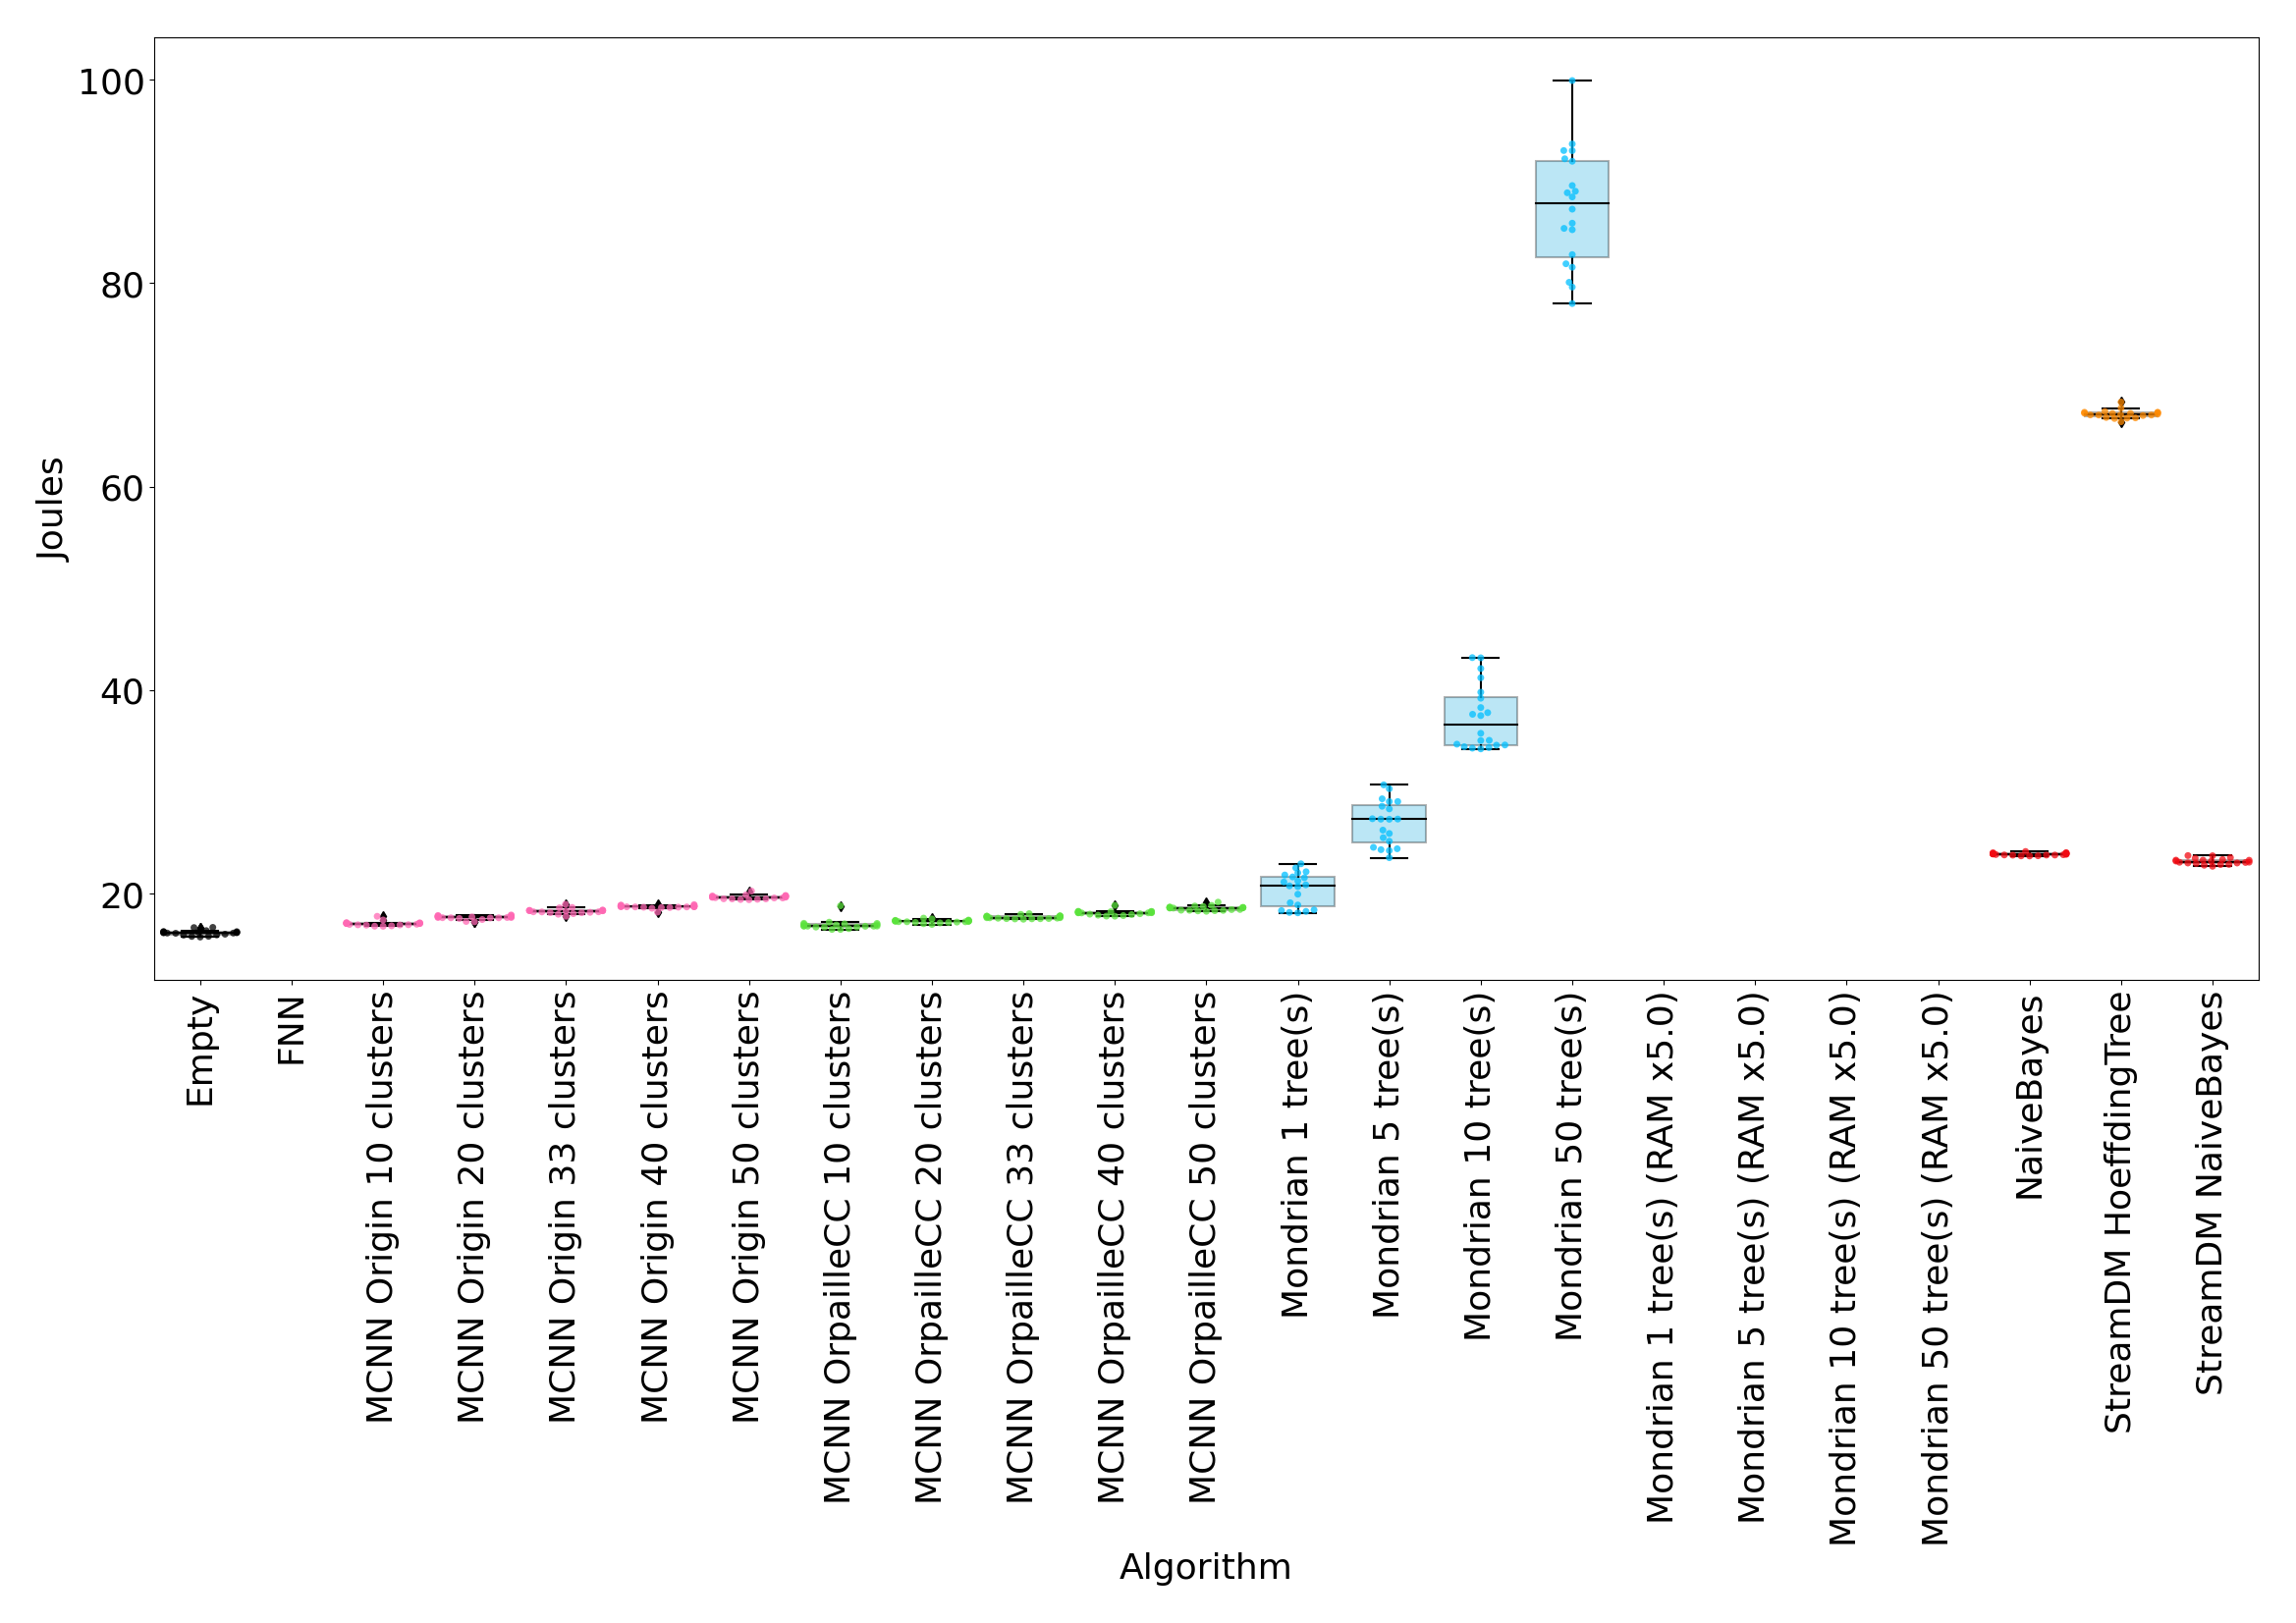 100
80
60
40
20
Joules
Empty
FNN
MCNN Origin 10 clusters
MCNN Origin 20 clusters
MCNN Origin 33 clusters
MCNN Origin 40 clusters
MCNN Origin 50 clusters
MCNN OrpailleCC 10 clusters
MCNN OrpailleCC 20 clusters
MCNN OrpailleCC 33 clusters
MCNN OrpailleCC 40 clusters
MCNN OrpailleCC 50 clusters
Mondrian 1 tree(s)
Mondrian 5 tree(s)
Mondrian 10 tree(s)
Mondrian 50 tree(s)
Mondrian 1 tree(s) (RAM x5.0)
Mondrian 5 tree(s) (RAM x5.0)
Mondrian 10 tree(s) (RAM x5.0)
Mondrian 50 tree(s) (RAM x5.0)
NaiveBayes
StreamDM HoeffdingTree
StreamDM NaiveBayes
Algorithm